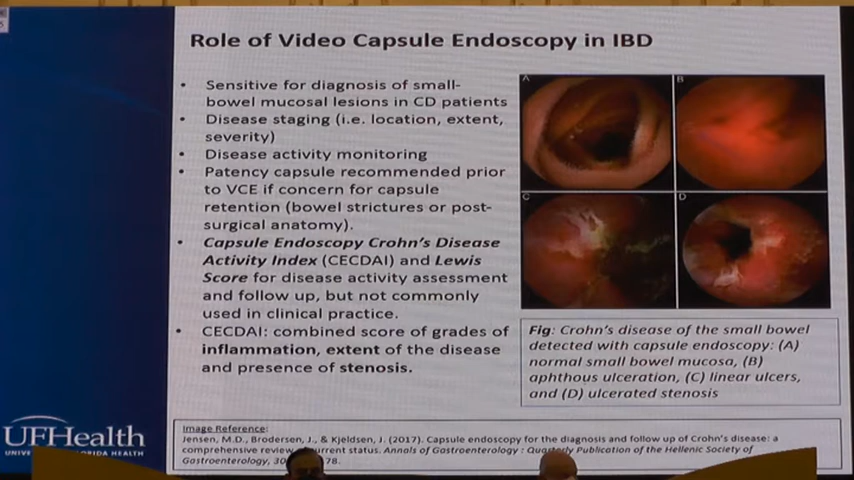 Role of Video Capsule Endoscopy in IBD
• Sensitive for diagnosis of small-
bowel mucosal lesions in CD patients
• Disease staging (i.e. location, extent,
severity)
• Disease activity monitoring
• Patency capsule recommended prior
to VCE if concern for capsule
retention (bowel strictures or post-
surgical anatomy).
• Capsule Endoscopy Crohn's Disease
Activity Index (CECDAI) and Lewis
Score for disease activity assessment
and follow up, but not commonly
used in clinical practice.
• CECDAI: combined score of grades of
inflammation, extent of the disease
and presence of stenosis.
A
B
C
D
Fig: Crohn's disease of the small bowel
detected with capsule endoscopy: (A)
normal small bowel mucosa, (B)
aphthous ulceration, (C) linear ulcers,
and (D) ulcerated stenosis
UFHealth
HEALTH
Image Reference:
Jensen, M.D., Brodersen, J., & Kjeldsen, J. (2017). Capsule endoscopy for the diagnosis and follow up of Crohn's disease: a
comprehensive status. Annals of Gastroenterology : Quarterly Publication of the Hellenic Society of
Gastroenterology, 30 78.